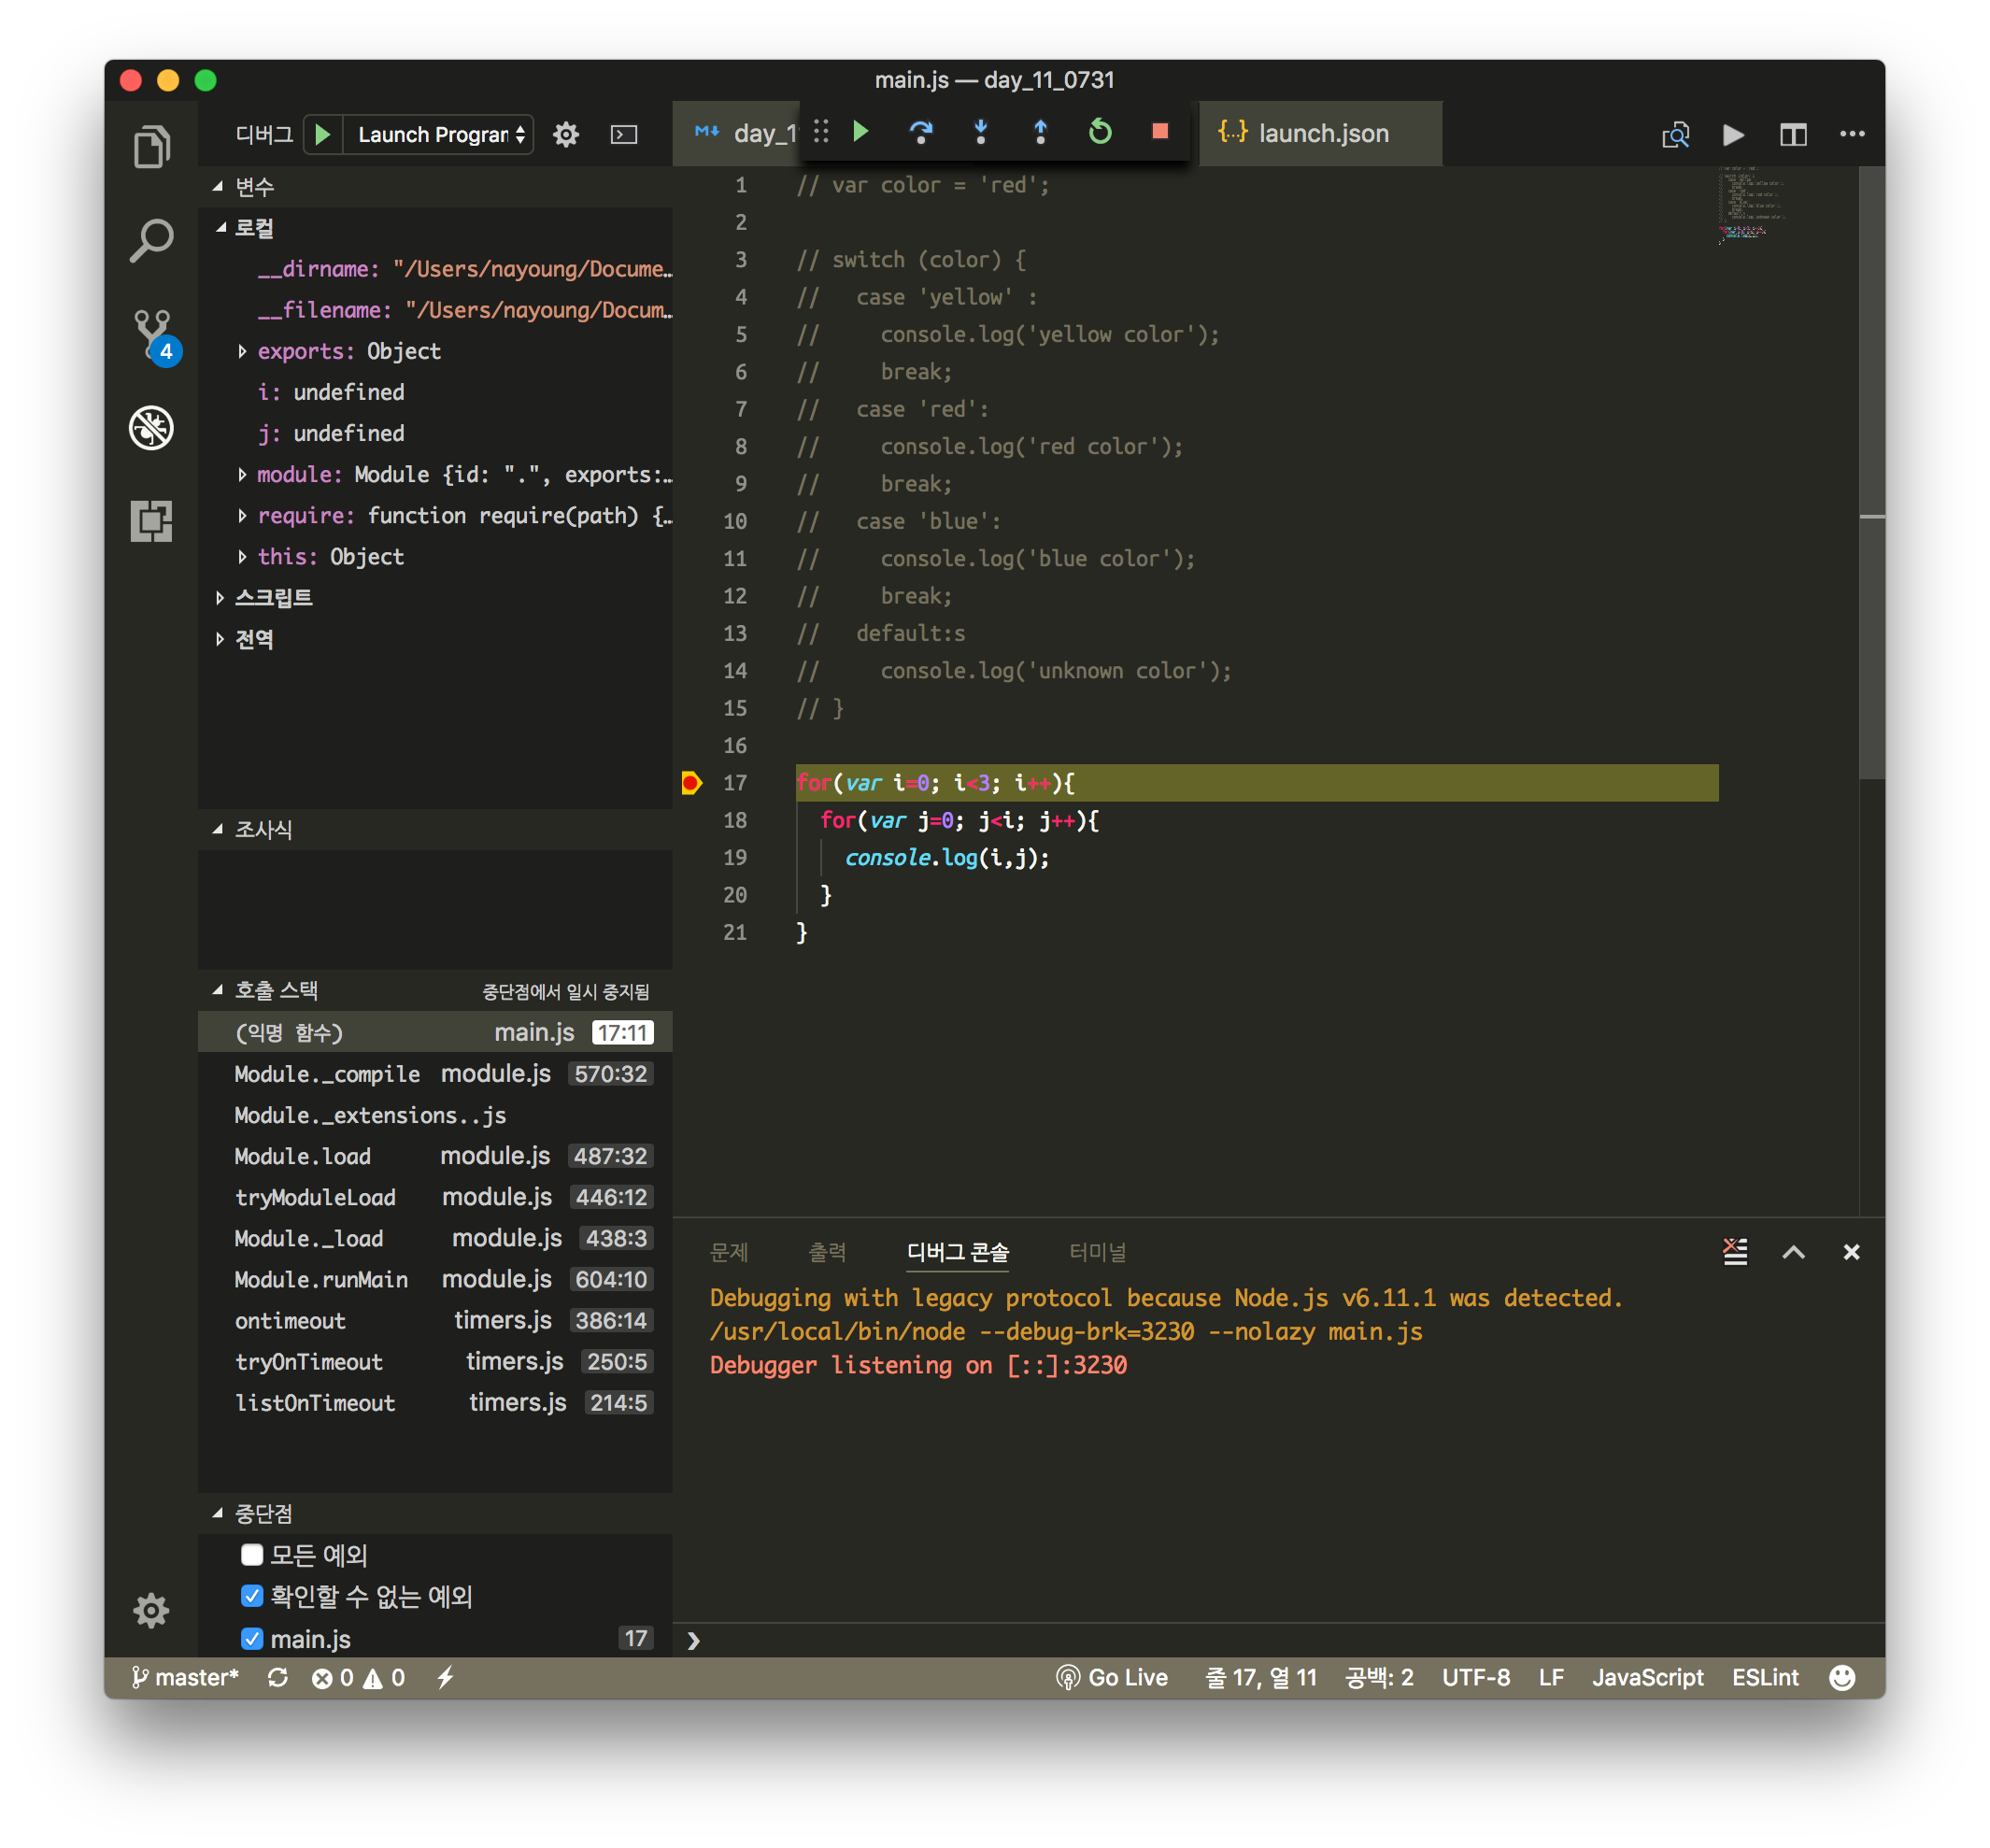 main.js — day_11_0731
디버그 Launch Program
day_1
launch.json
변수
로컬
__dirname: "/Users/nayoung/Docume…
__filename: "/Users/nayoung/Docum…
exports: Object
i: undefined
j: undefined
module: Module {id: ".", exports:…
require: function require(path) {…
this: Object
스크립트
전역
조사식
호출 스택 중단점에서 일시 중지됨
(익명 함수) main.js 17:11
Module._compile module.js 570:32
Module._extensions..js
Module.load module.js 487:32
tryModuleLoad module.js 446:12
Module._load module.js 438:3
Module.runMain module.js 604:10
ontimeout timers.js 386:14
tryOnTimeout timers.js 250:5
listOnTimeout timers.js 214:5
중단점
모든 예외
확인할 수 없는 예외
main.js 17
4
1 // var color = 'red';
2
3 // switch (color) {
4 //   case 'yellow' :
5 //     console.log('yellow color');
6 //     break;
7 //   case 'red':
8 //     console.log('red color');
9 //     break;
10 //   case 'blue':
11 //     console.log('blue color');
12 //     break;
13 //   default:s
14 //     console.log('unknown color');
15 // }
16
17 for(var i=0; i<3; i++){
18   for(var j=0; j<i; j++){
19     console.log(i,j);
20   }
21 }
문제 출력 디버그 콘솔 터미널
Debugging with legacy protocol because Node.js v6.11.1 was detected.
/usr/local/bin/node --debug-brk=3230 --nolazy main.js
Debugger listening on [::]:3230
master* 0 0 Go Live 줄 17, 열 11 공백: 2 UTF-8 LF JavaScript ESLint